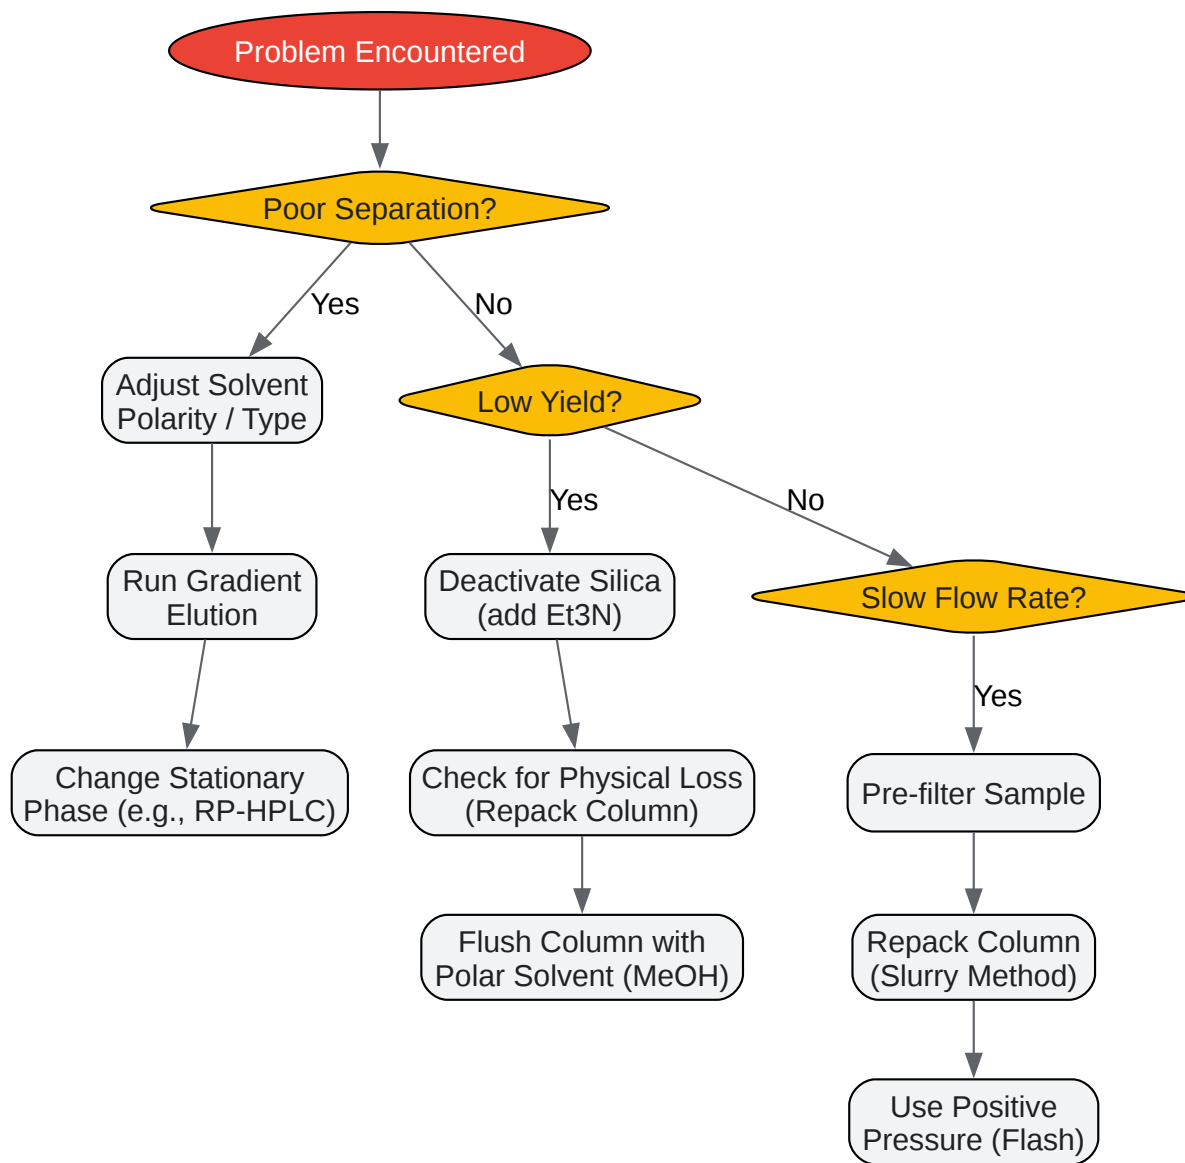 Problem Encountered
Poor Separation?
Yes
No
Adjust Solvent
Polarity / Type
Low Yield?
Yes
No
Run Gradient
Elution
Deactivate Silica
(add Et3N)
Slow Flow Rate?
Yes
Change Stationary
Phase (e.g., RP-HPLC)
Check for Physical Loss
(Repack Column)
Pre-filter Sample
Flush Column with
Polar Solvent (MeOH)
Repack Column
(Slurry Method)
Use Positive
Pressure (Flash)